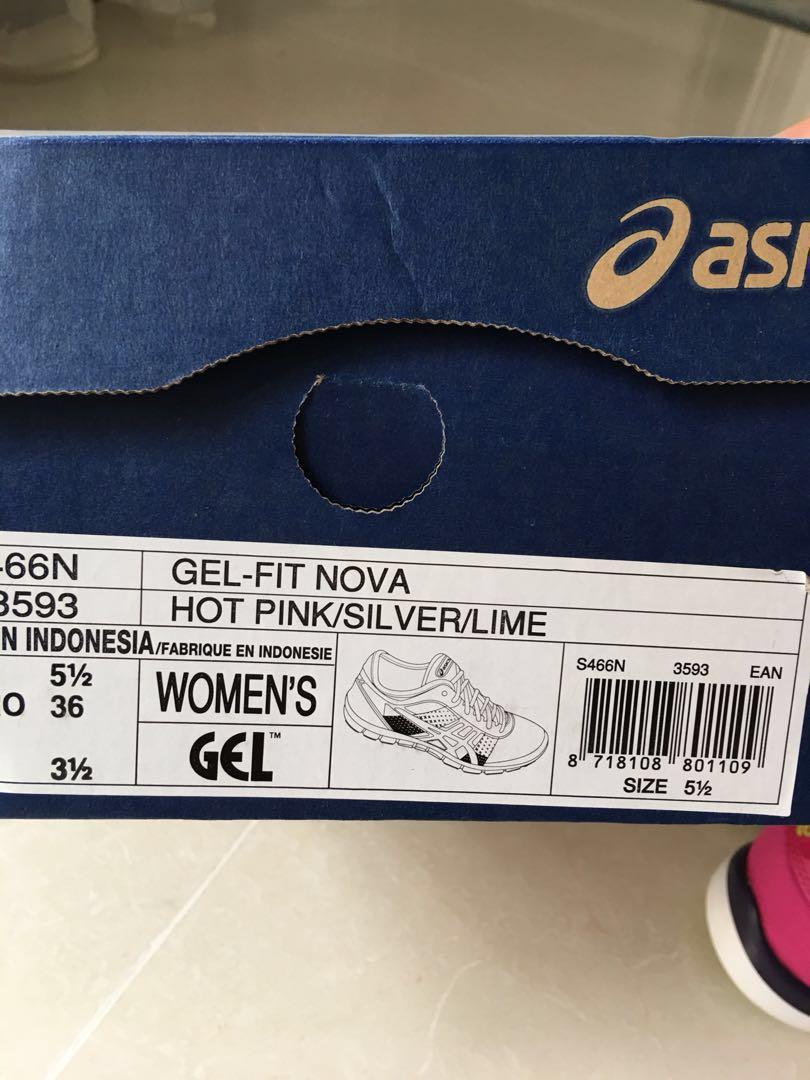 asi
466N
GEL-FIT NOVA
3593
HOT PINK/SILVER/LIME
N INDONESIA/FABRIQUE EN INDONESIE
5½
O 36
3½
WOMEN'S
GEL™
S466N 3593 EAN
8 718108 801109
SIZE 5½